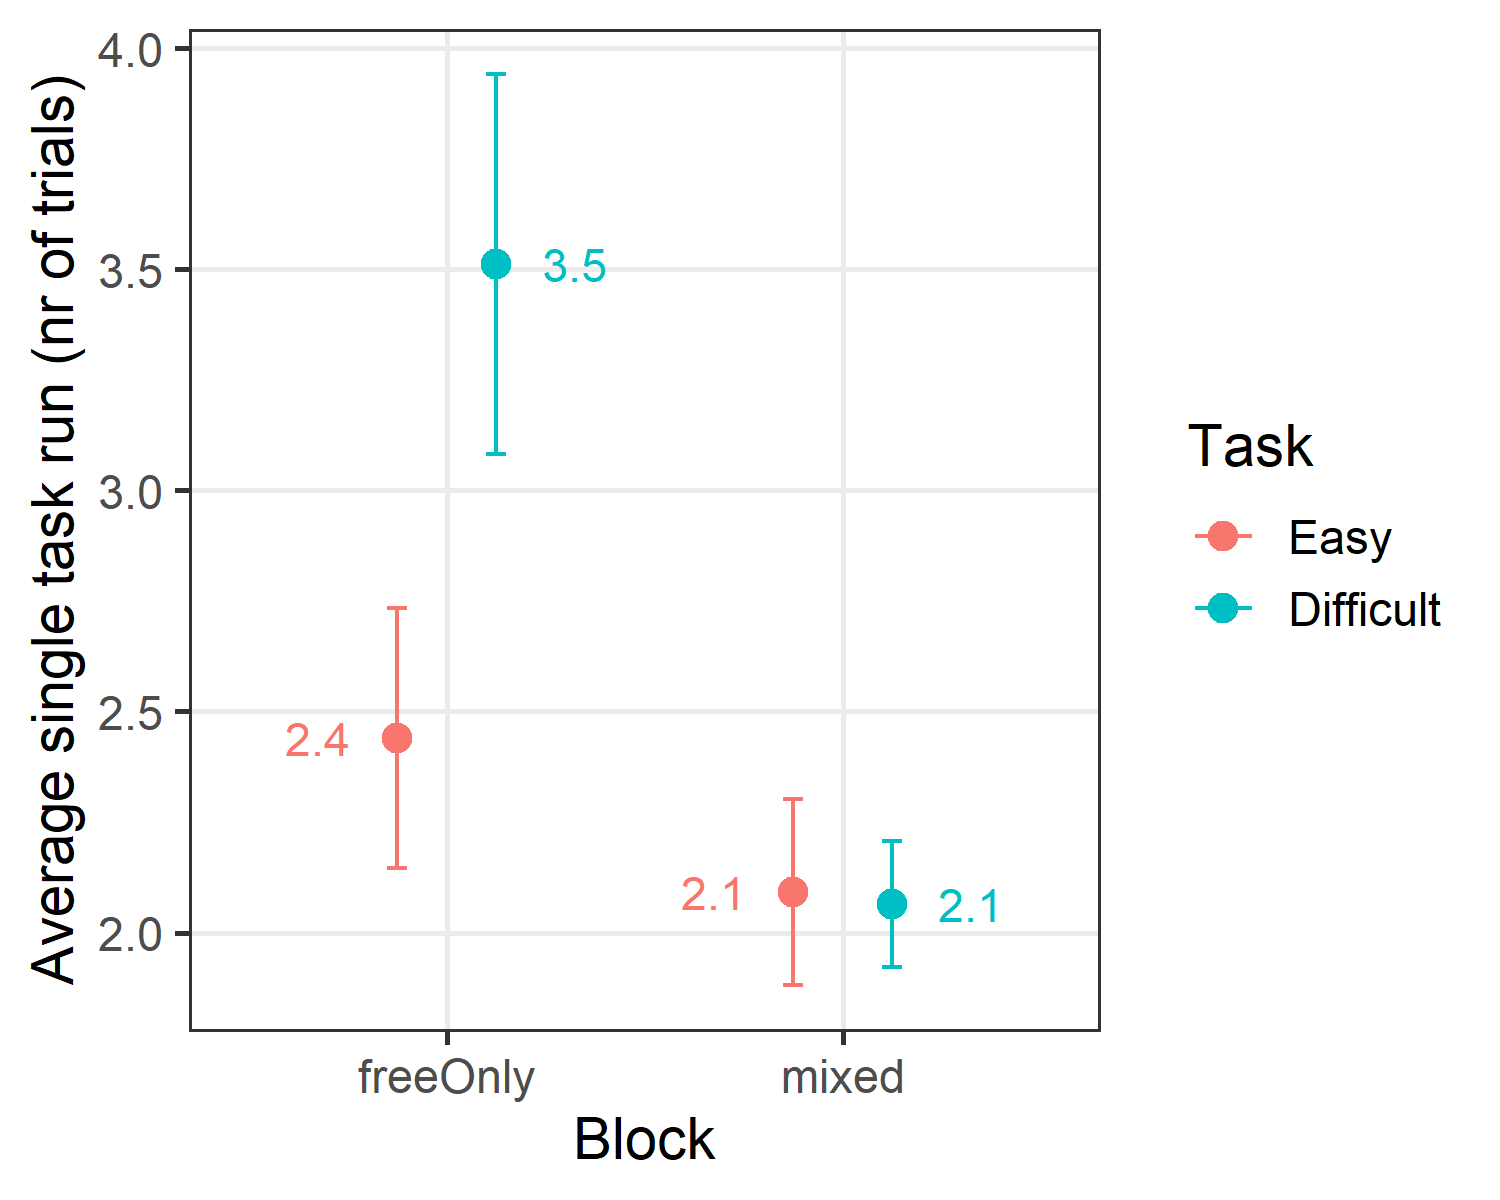 Average single task run (nr of trials)
4.0
3.5
3.0
2.5
2.0
3.5
2.4
2.1
2.1
freeOnly
mixed
Block
Task
Easy
Difficult